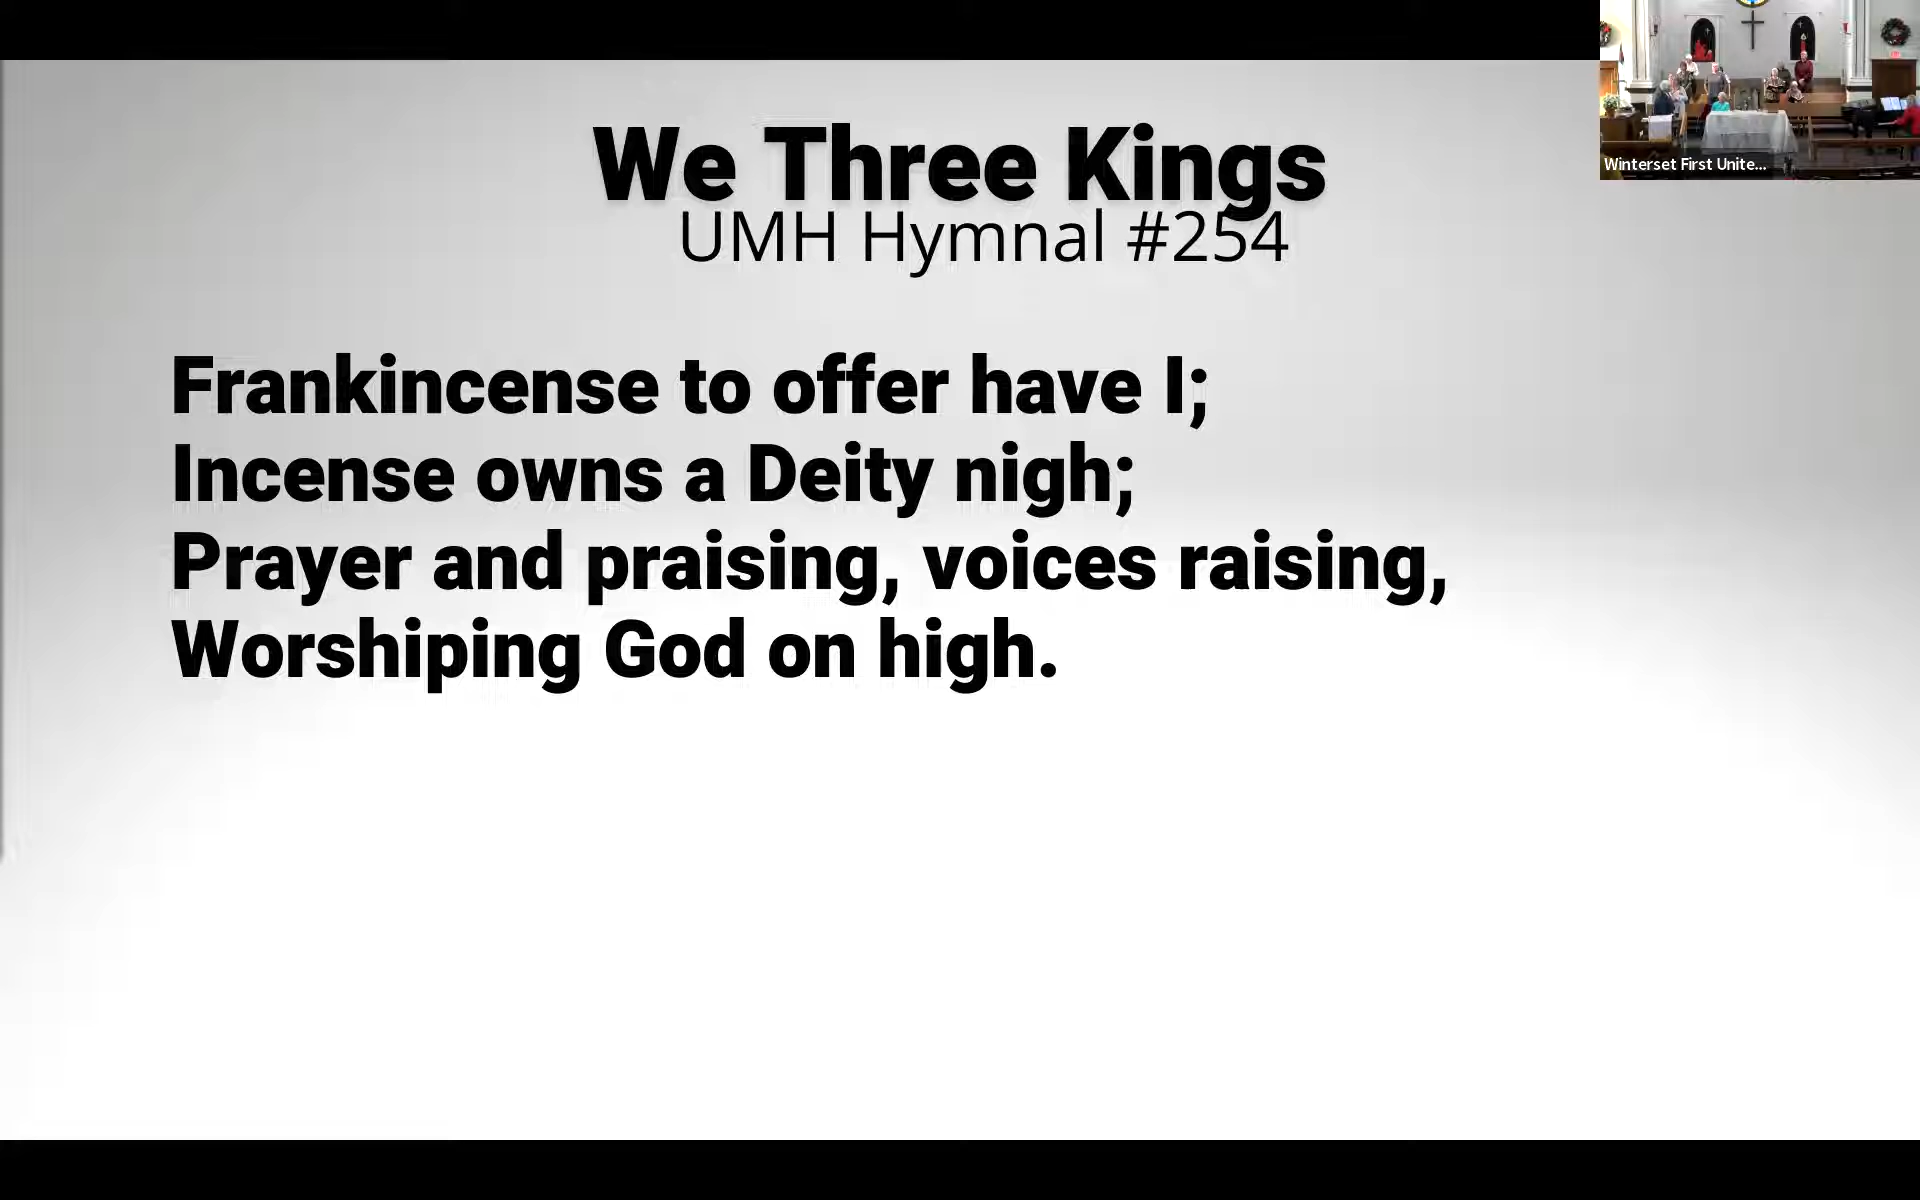 We Three Kings
UMH Hymnal #254
Frankincense to offer have I;
Incense owns a Deity nigh;
Prayer and praising, voices raising,
Worshiping God on high.
Winterset First Unite...